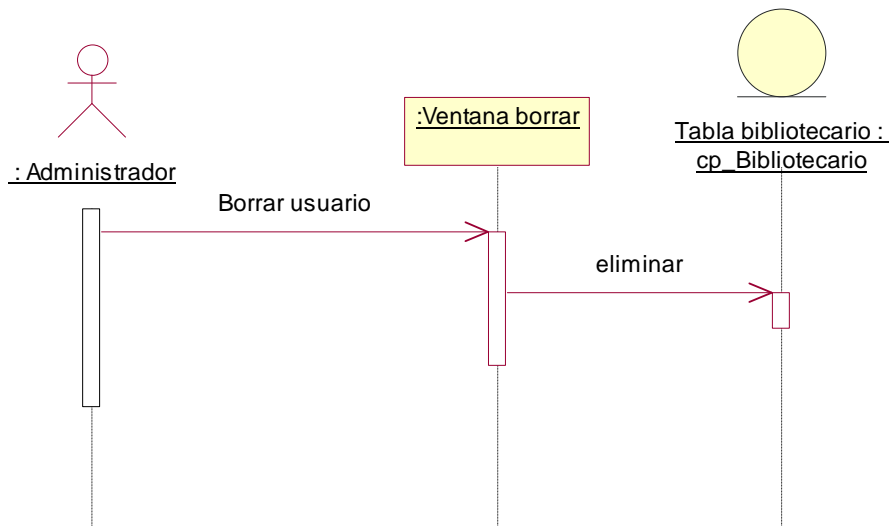 :Ventana borrar
Tabla bibliotecario :
cp_Bibliotecario
: Administrador
Borrar usuario
eliminar